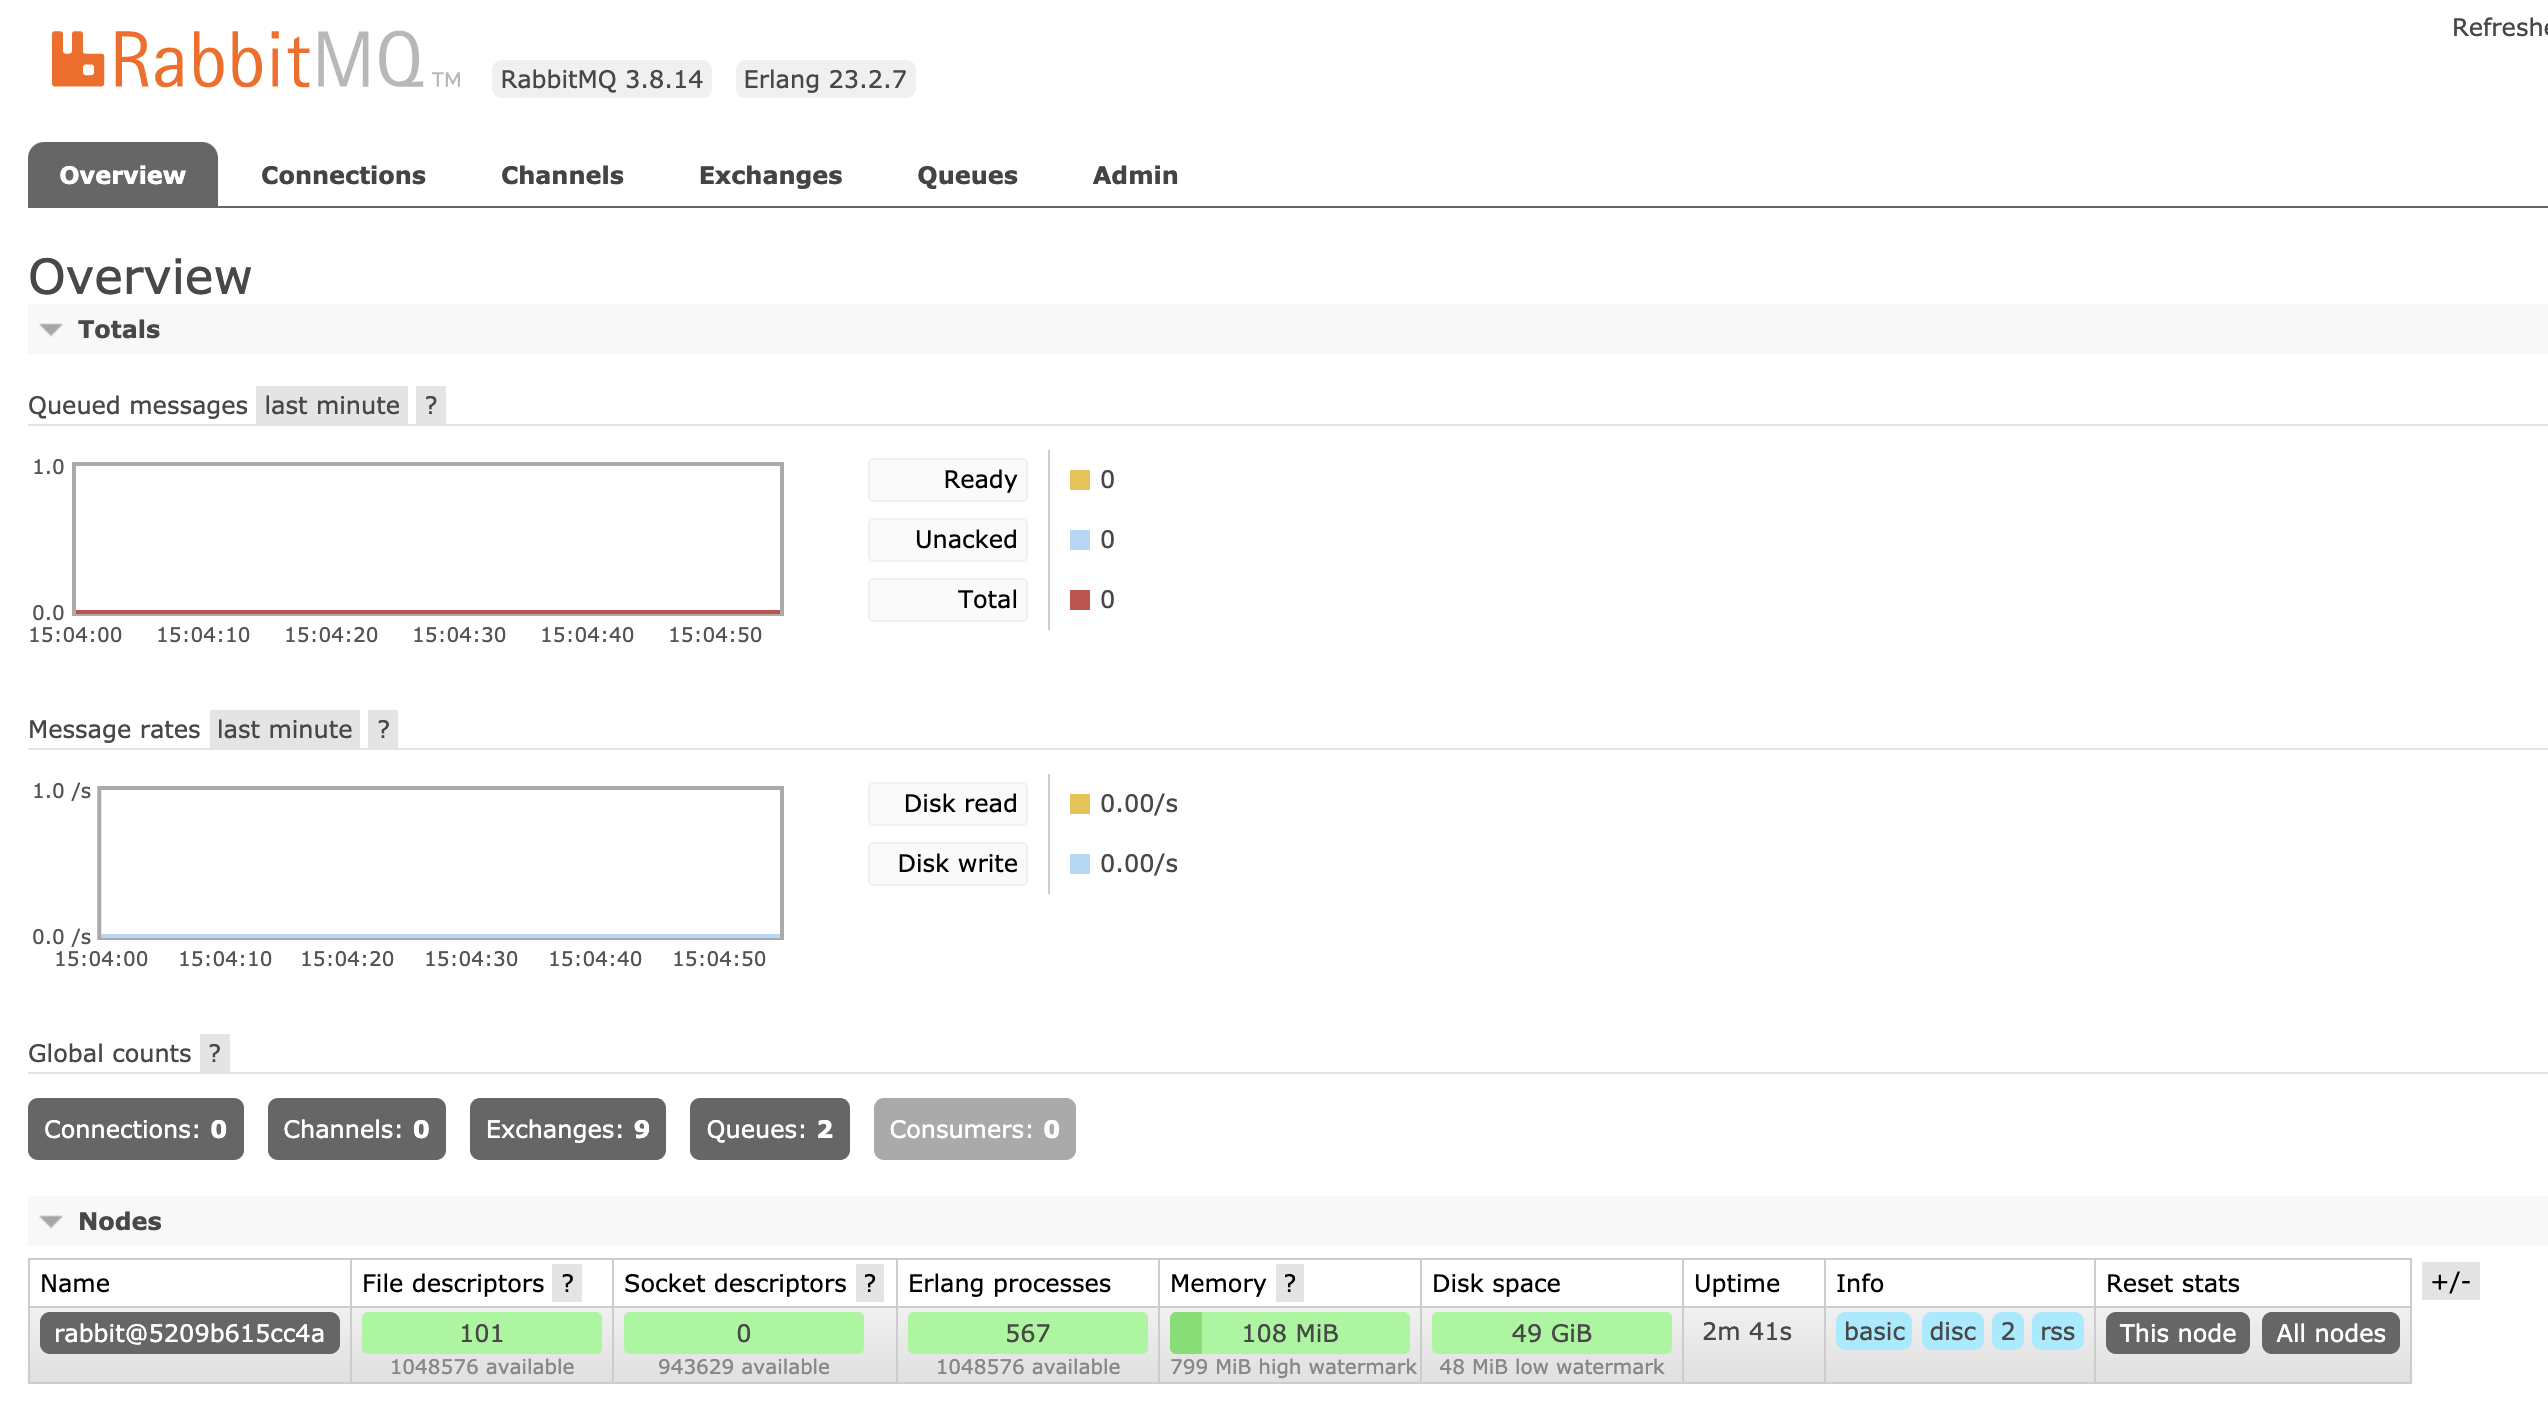 Refreshe
RabbitMQ TM RabbitMQ 3.8.14 Erlang 23.2.7
Overview Connections Channels Exchanges Queues Admin
Overview
Totals
Queued messages last minute ?
1.0
0.0
15:04:00 15:04:10 15:04:20 15:04:30 15:04:40 15:04:50
Ready 0
Unacked 0
Total 0
Message rates last minute ?
1.0 /s
0.0 /s
15:04:00 15:04:10 15:04:20 15:04:30 15:04:40 15:04:50
Disk read 0.00/s
Disk write 0.00/s
Global counts ?
Connections: 0 Channels: 0 Exchanges: 9 Queues: 2 Consumers: 0
Nodes
Name File descriptors ? Socket descriptors ? Erlang processes Memory ? Disk space Uptime Info Reset stats +/-
rabbit@5209b615cc4a 101 0 567 108 MiB 49 GiB 2m 41s basic disc 2 rss This node All nodes
1048576 available 943629 available 1048576 available 799 MiB high watermark 48 MiB low watermark